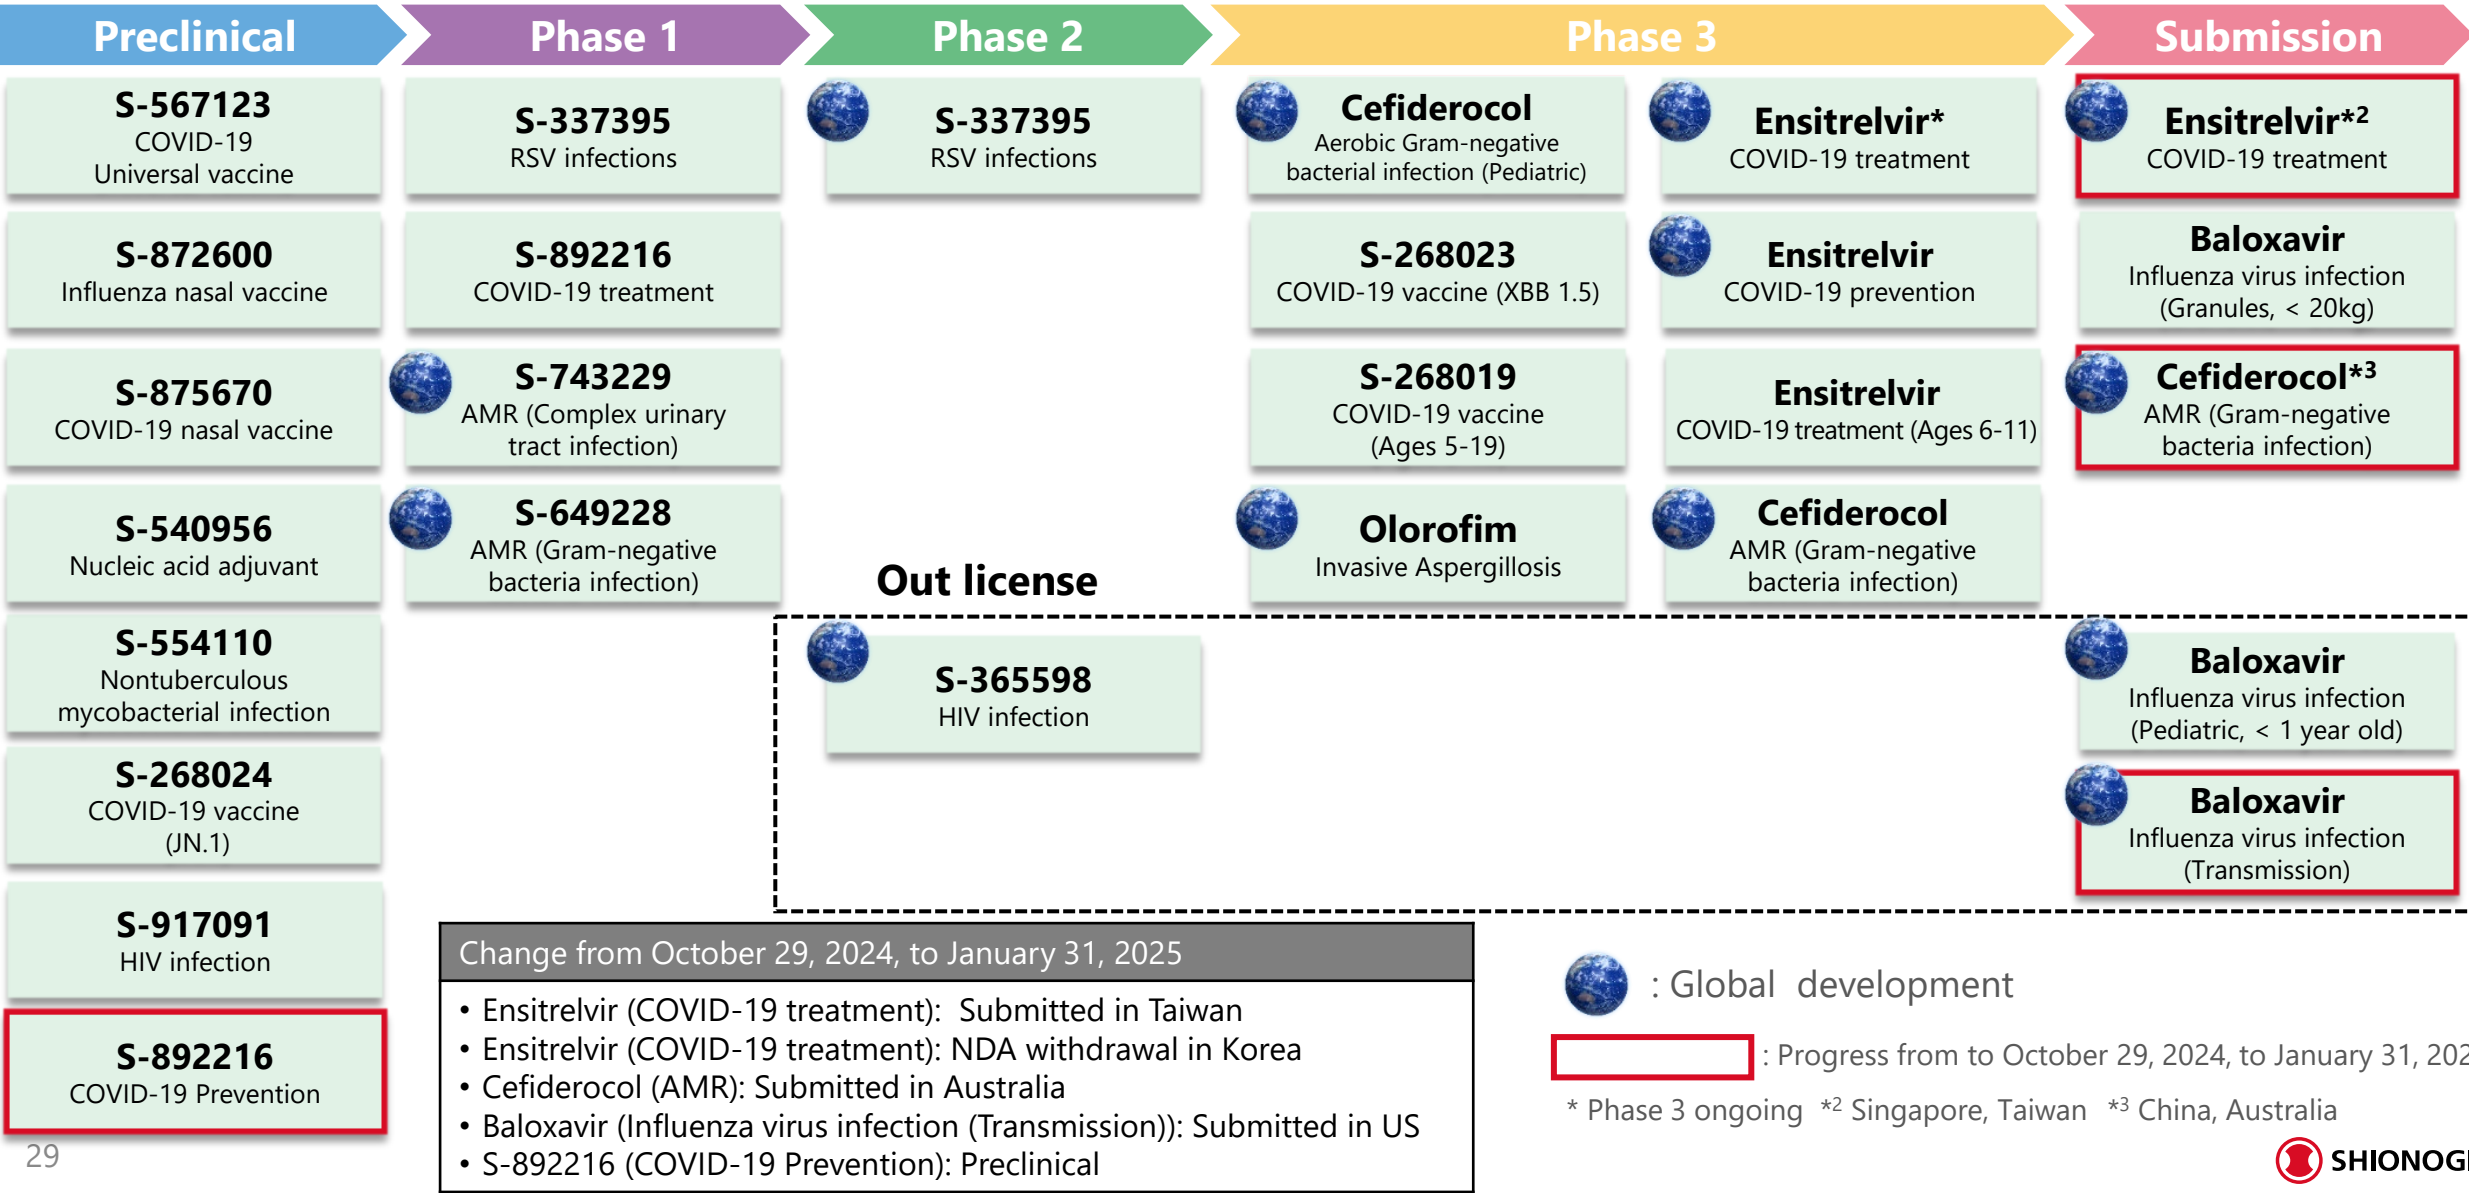 Preclinical
Phase 1
Phase 2
Phase 3
Submission
S-567123
COVID-19
Universal vaccine
S-872600
Influenza nasal vaccine
S-875670
COVID-19 nasal vaccine
S-540956
Nucleic acid adjuvant
S-554110
Nontuberculous
mycobacterial infection
S-268024
COVID-19 vaccine
(JN.1)
S-917091
HIV infection
S-892216
COVID-19 Prevention
S-337395
RSV infections
S-892216
COVID-19 treatment
S-743229
AMR (Complex urinary
tract infection)
S-649228
AMR (Gram-negative
bacteria infection)
S-337395
RSV infections
Cefiderocol
Aerobic Gram-negative
bacterial infection (Pediatric)
S-268023
COVID-19 vaccine (XBB 1.5)
S-268019
COVID-19 vaccine
(Ages 5-19)
Olorofim
Invasive Aspergillosis
Ensitrelvir*
COVID-19 treatment
Ensitrelvir
COVID-19 prevention
Ensitrelvir
COVID-19 treatment (Ages 6-11)
Cefiderocol
AMR (Gram-negative
bacteria infection)
Ensitrelvir*2
COVID-19 treatment
Baloxavir
Influenza virus infection
(Granules, < 20kg)
Cefiderocol*3
AMR (Gram-negative
bacteria infection)
Out license
S-365598
HIV infection
Baloxavir
Influenza virus infection
(Pediatric, < 1 year old)
Baloxavir
Influenza virus infection
(Transmission)
Change from October 29, 2024, to January 31, 2025
• Ensitrelvir (COVID-19 treatment): Submitted in Taiwan
• Ensitrelvir (COVID-19 treatment): NDA withdrawal in Korea
• Cefiderocol (AMR): Submitted in Australia
• Baloxavir (Influenza virus infection (Transmission)): Submitted in US
• S-892216 (COVID-19 Prevention): Preclinical
: Global development
: Progress from to October 29, 2024, to January 31, 202
* Phase 3 ongoing *2 Singapore, Taiwan *3 China, Australia
29
SHIONOGI